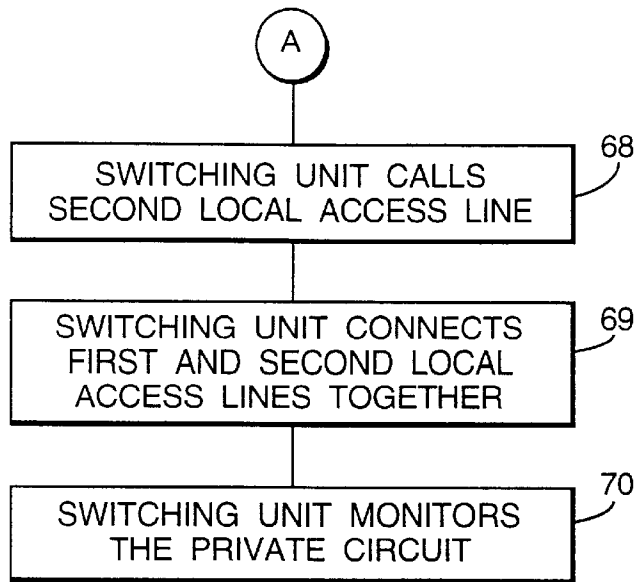 A
SWITCHING UNIT CALLS
SECOND LOCAL ACCESS LINE
68
SWITCHING UNIT CONNECTS
FIRST AND SECOND LOCAL
ACCESS LINES TOGETHER
69
SWITCHING UNIT MONITORS
THE PRIVATE CIRCUIT
70